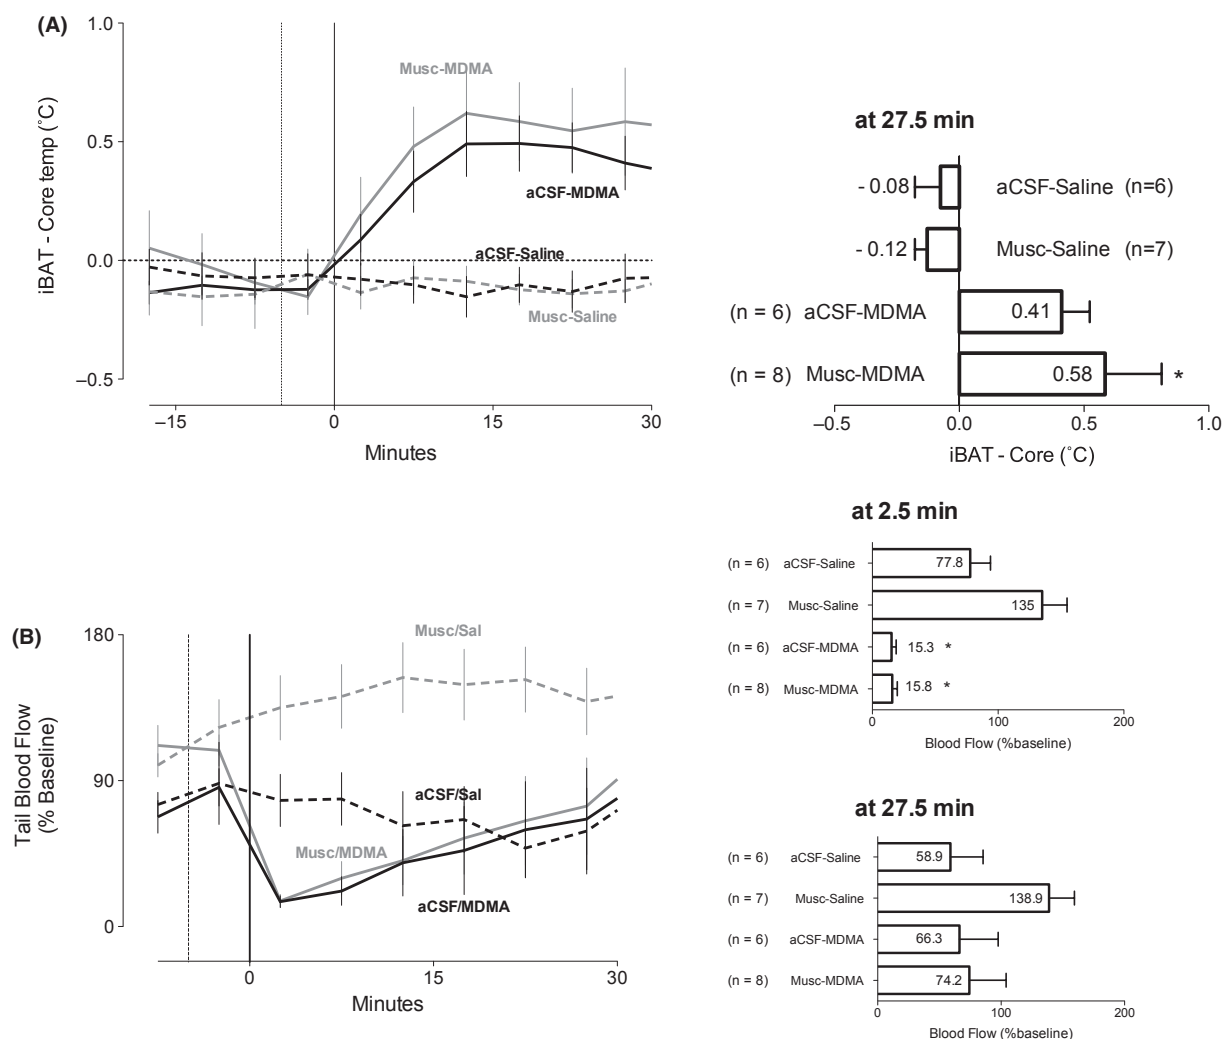 (A)
1.0
0.5
0.0
–0.5
iBAT - Core temp (˚C)
Musc-MDMA
aCSF-MDMA
aCSF-Saline
Musc-Saline
–15
0
15
30
Minutes
at 27.5 min
- 0.08
aCSF-Saline (n=6)
- 0.12
Musc-Saline (n=7)
(n = 6) aCSF-MDMA
0.41
(n = 8) Musc-MDMA
0.58
*
–0.5
0.0
0.5
1.0
iBAT - Core (˚C)
(B)
180
90
0
Tail Blood Flow
(% Baseline)
Musc/Sal
aCSF/Sal
Musc/MDMA
aCSF/MDMA
0
15
30
Minutes
at 2.5 min
(n = 6) aCSF-Saline 77.8
(n = 7) Musc-Saline 135
(n = 6) aCSF-MDMA 15.3 *
(n = 8) Musc-MDMA 15.8 *
0
100
200
Blood Flow (%baseline)
at 27.5 min
(n = 6) aCSF-Saline 58.9
(n = 7) Musc-Saline 138.9
(n = 6) aCSF-MDMA 66.3
(n = 8) Musc-MDMA 74.2
0
100
200
Blood Flow (%baseline)